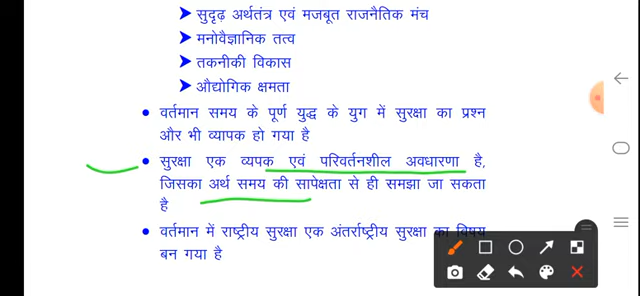 ➤ सुदृढ़ अर्थतंत्र एवं मजबूत राजनैतिक मंच
➤ मनोवैज्ञानिक तत्व
➤ तकनीकी विकास
➤ औद्योगिक क्षमता
• वर्तमान समय के पूर्ण युद्ध के युग में सुरक्षा का प्रश्न
और भी व्यापक हो गया है
• सुरक्षा एक व्यपक एवं परिवर्तनशील अवधारणा है,
जिसका अर्थ समय की सापेक्षता से ही समझा जा सकता
है
• वर्तमान में राष्ट्रीय सुरक्षा एक अंतर्राष्ट्रीय सुरक्षा का विषय
बन गया है